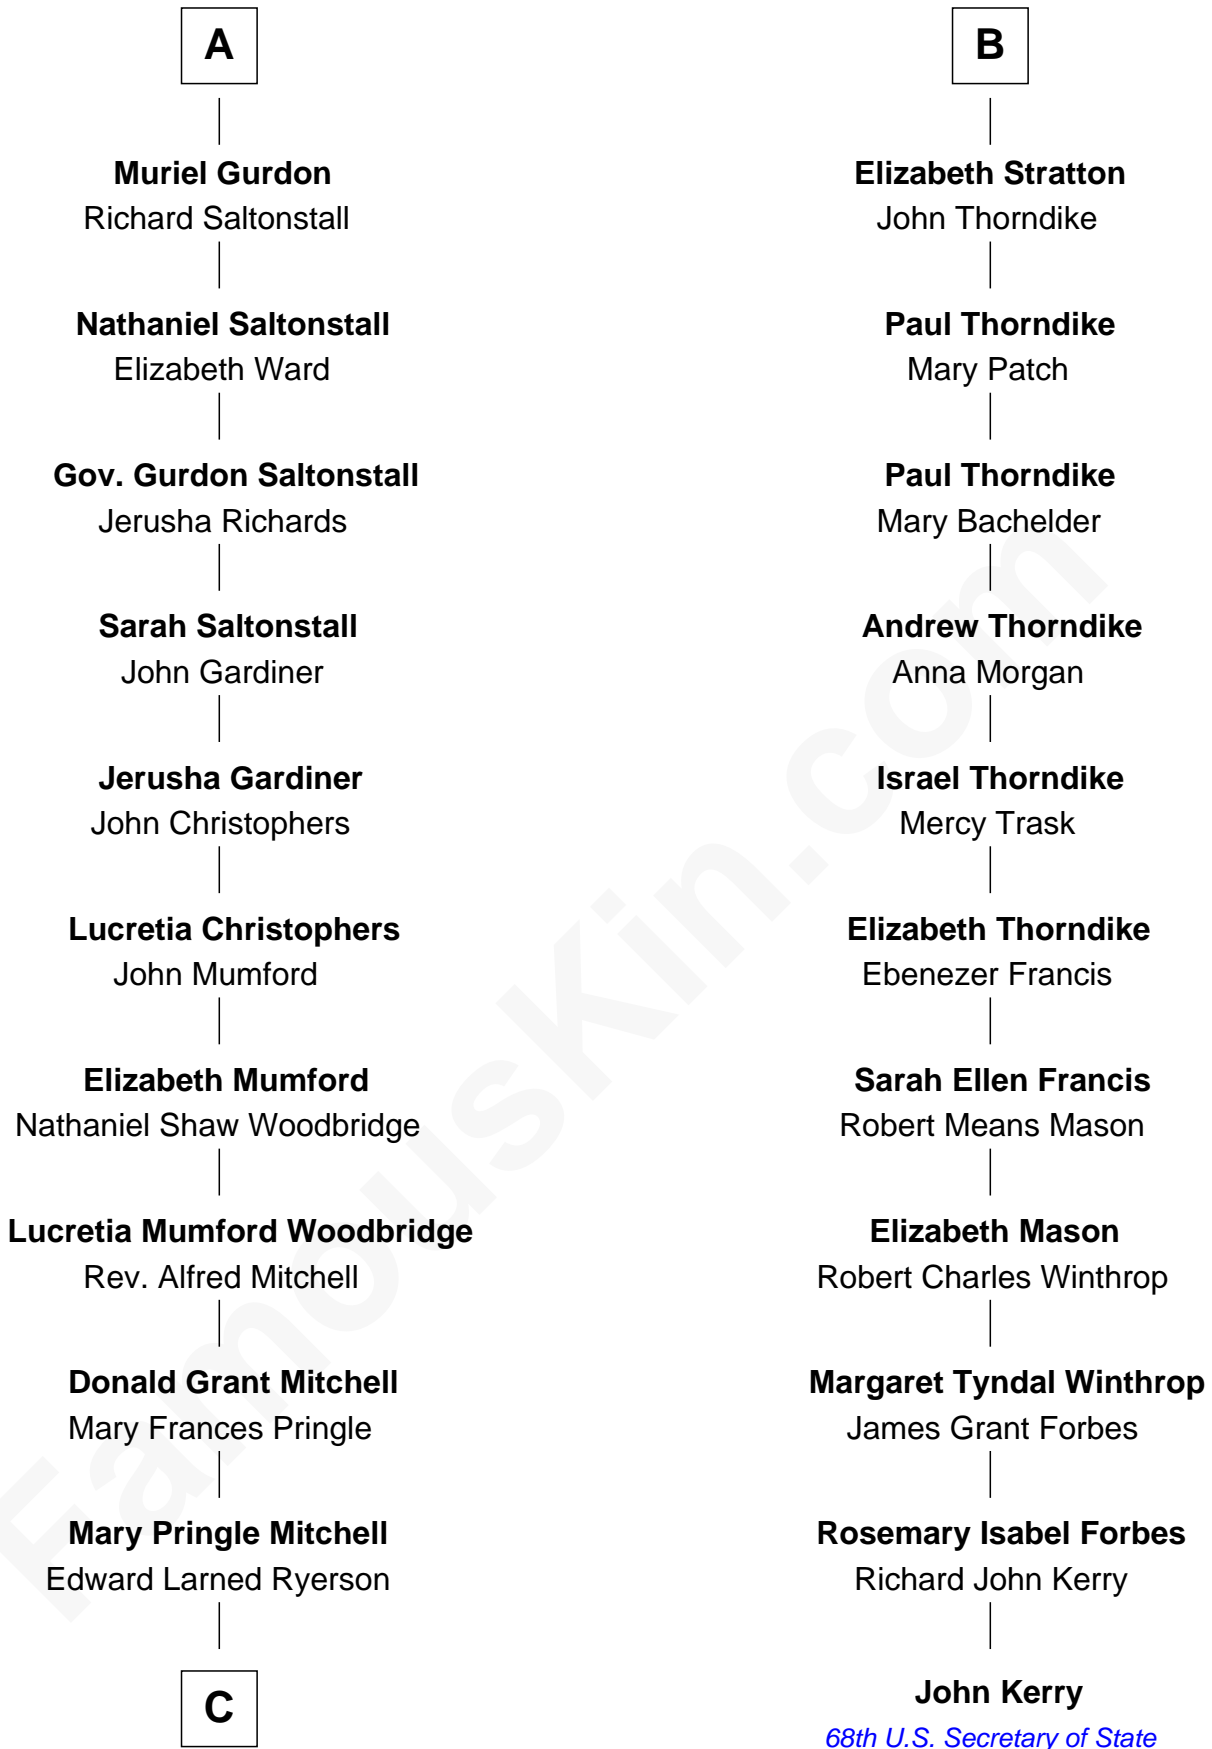 A
Muriel Gurdon
Richard Saltonstall
Nathaniel Saltonstall
Elizabeth Ward
Gov. Gurdon Saltonstall
Jerusha Richards
Sarah Saltonstall
John Gardiner
Jerusha Gardiner
John Christophers
Lucretia Christophers
John Mumford
Elizabeth Mumford
Nathaniel Shaw Woodbridge
Lucretia Mumford Woodbridge
Rev. Alfred Mitchell
Donald Grant Mitchell
Mary Frances Pringle
Mary Pringle Mitchell
Edward Larned Ryerson
C
B
Elizabeth Stratton
John Thorndike
Paul Thorndike
Mary Patch
Paul Thorndike
Mary Bachelder
Andrew Thorndike
Anna Morgan
Israel Thorndike
Mercy Trask
Elizabeth Thorndike
Ebenezer Francis
Sarah Ellen Francis
Robert Means Mason
Elizabeth Mason
Robert Charles Winthrop
Margaret Tyndal Winthrop
James Grant Forbes
Rosemary Isabel Forbes
Richard John Kerry
John Kerry
68th U.S. Secretary of State
FamousKin.com